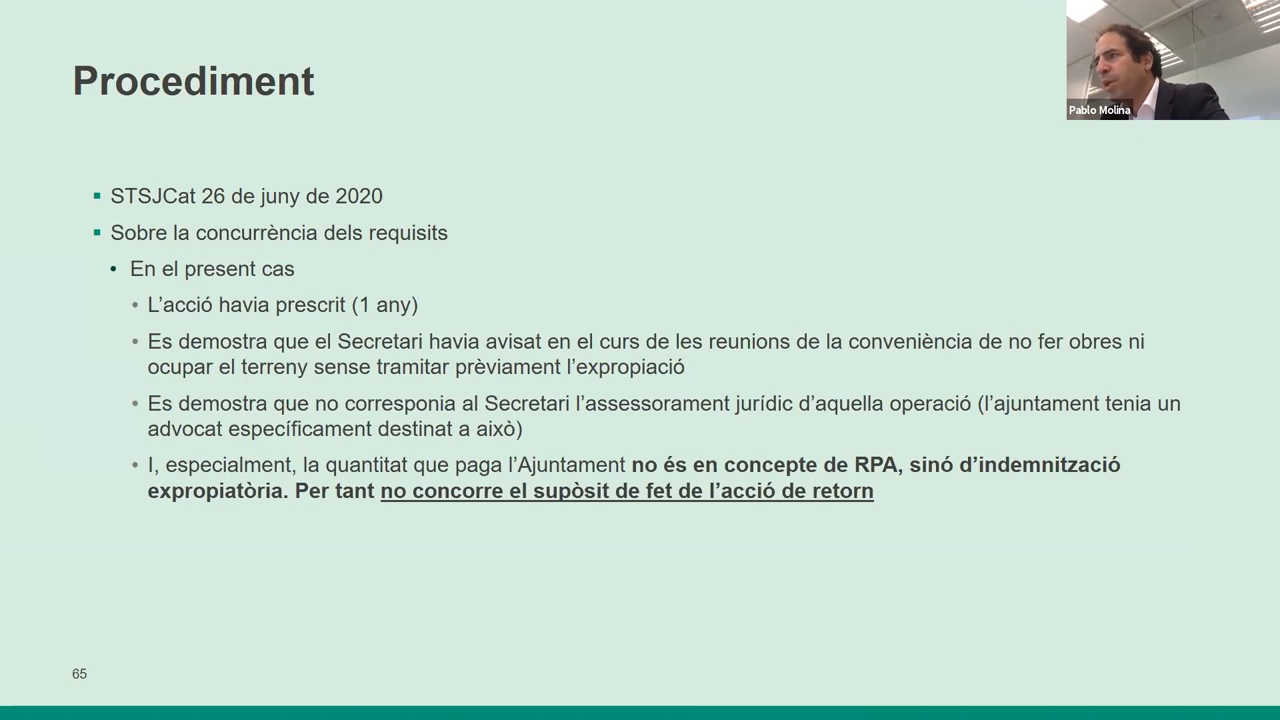 Procediment
Pablo Molina
STSJCat 26 de juny de 2020
Sobre la concurrència dels requisits
En el present cas
L’acció havia prescrit (1 any)
Es demostra que el Secretari havia avisat en el curs de les reunions de la conveniència de no fer obres ni
ocupar el terreny sense tramitar prèviament l’expropiació
Es demostra que no corresponia al Secretari l’assessorament jurídic d’aquella operació (l’ajuntament tenia un
advocat específicament destinat a això)
I, especialment, la quantitat que paga l’Ajuntament no és en concepte de RPA, sinó d’indemnització
expropiatòria. Per tant no concorre el supòsit de fet de l’acció de retorn
65